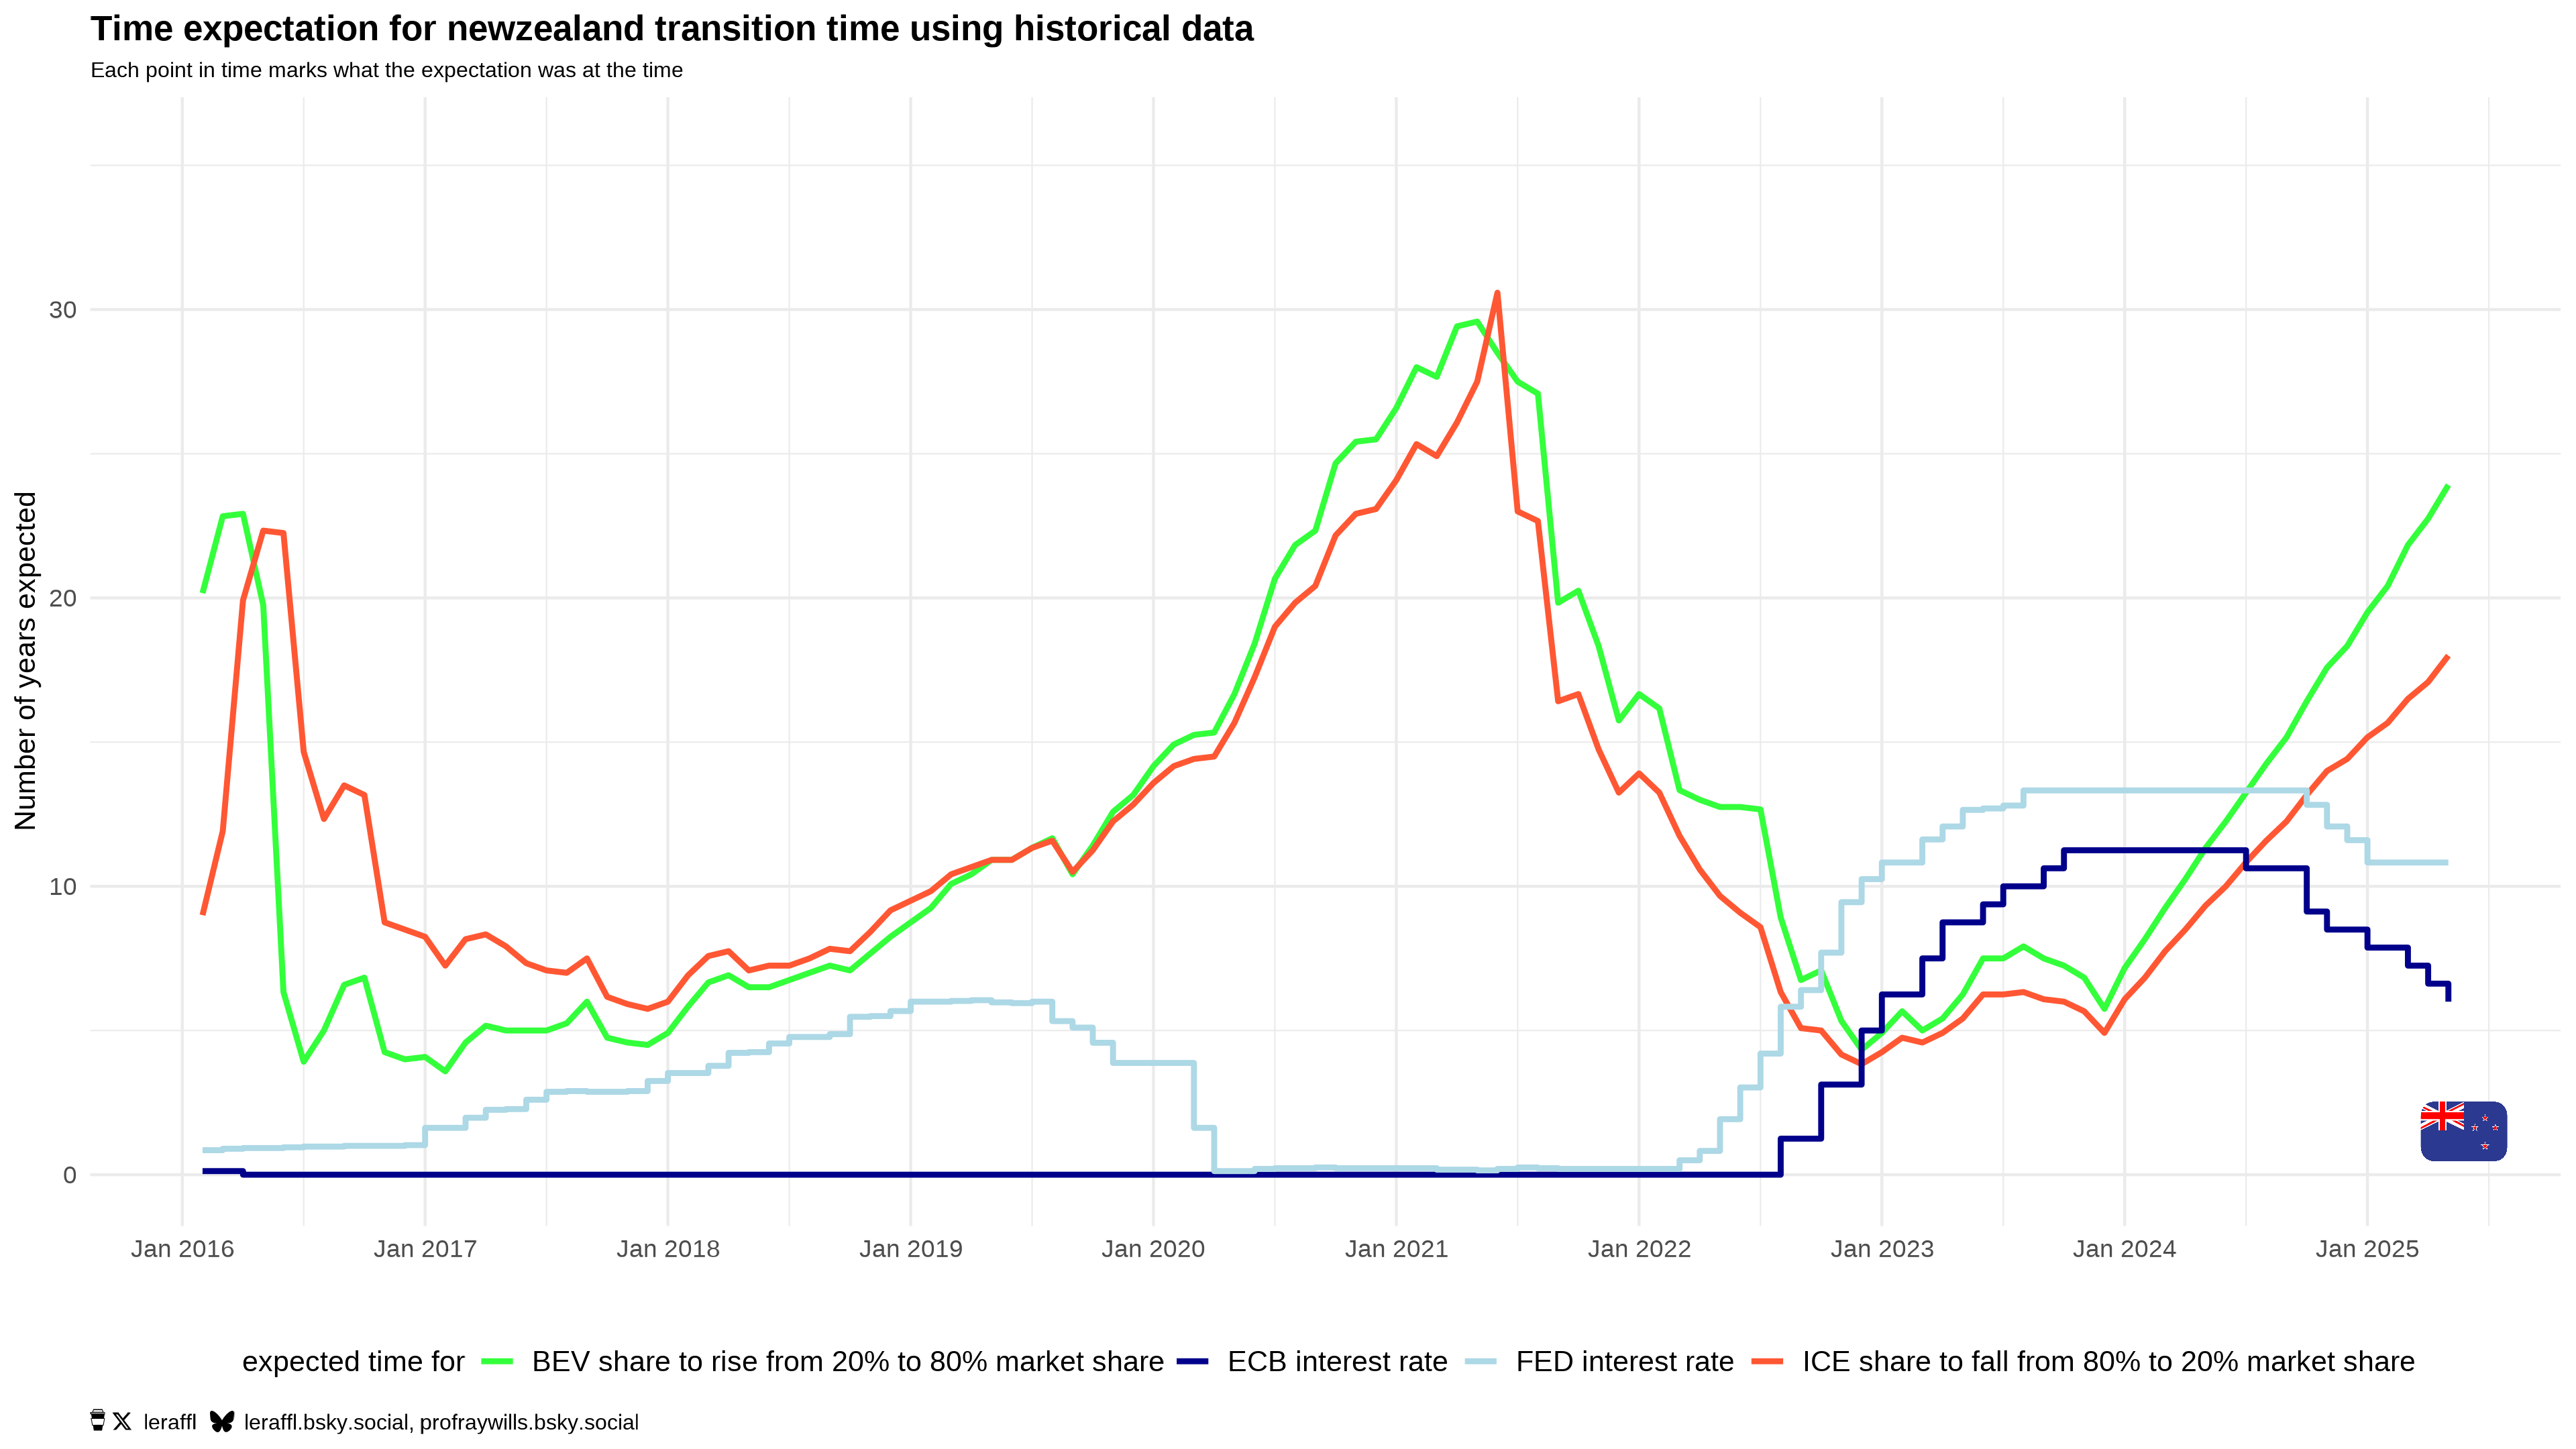 Time expectation for newzealand transition time using historical data
Each point in time marks what the expectation was at the time
Number of years expected
30
20
10
0
Jan 2016 Jan 2017 Jan 2018 Jan 2019 Jan 2020 Jan 2021 Jan 2022 Jan 2023 Jan 2024 Jan 2025
expected time for BEV share to rise from 20% to 80% market share ECB interest rate FED interest rate ICE share to fall from 80% to 20% market share
leraffl leraffl.bsky.social, profraywills.bsky.social